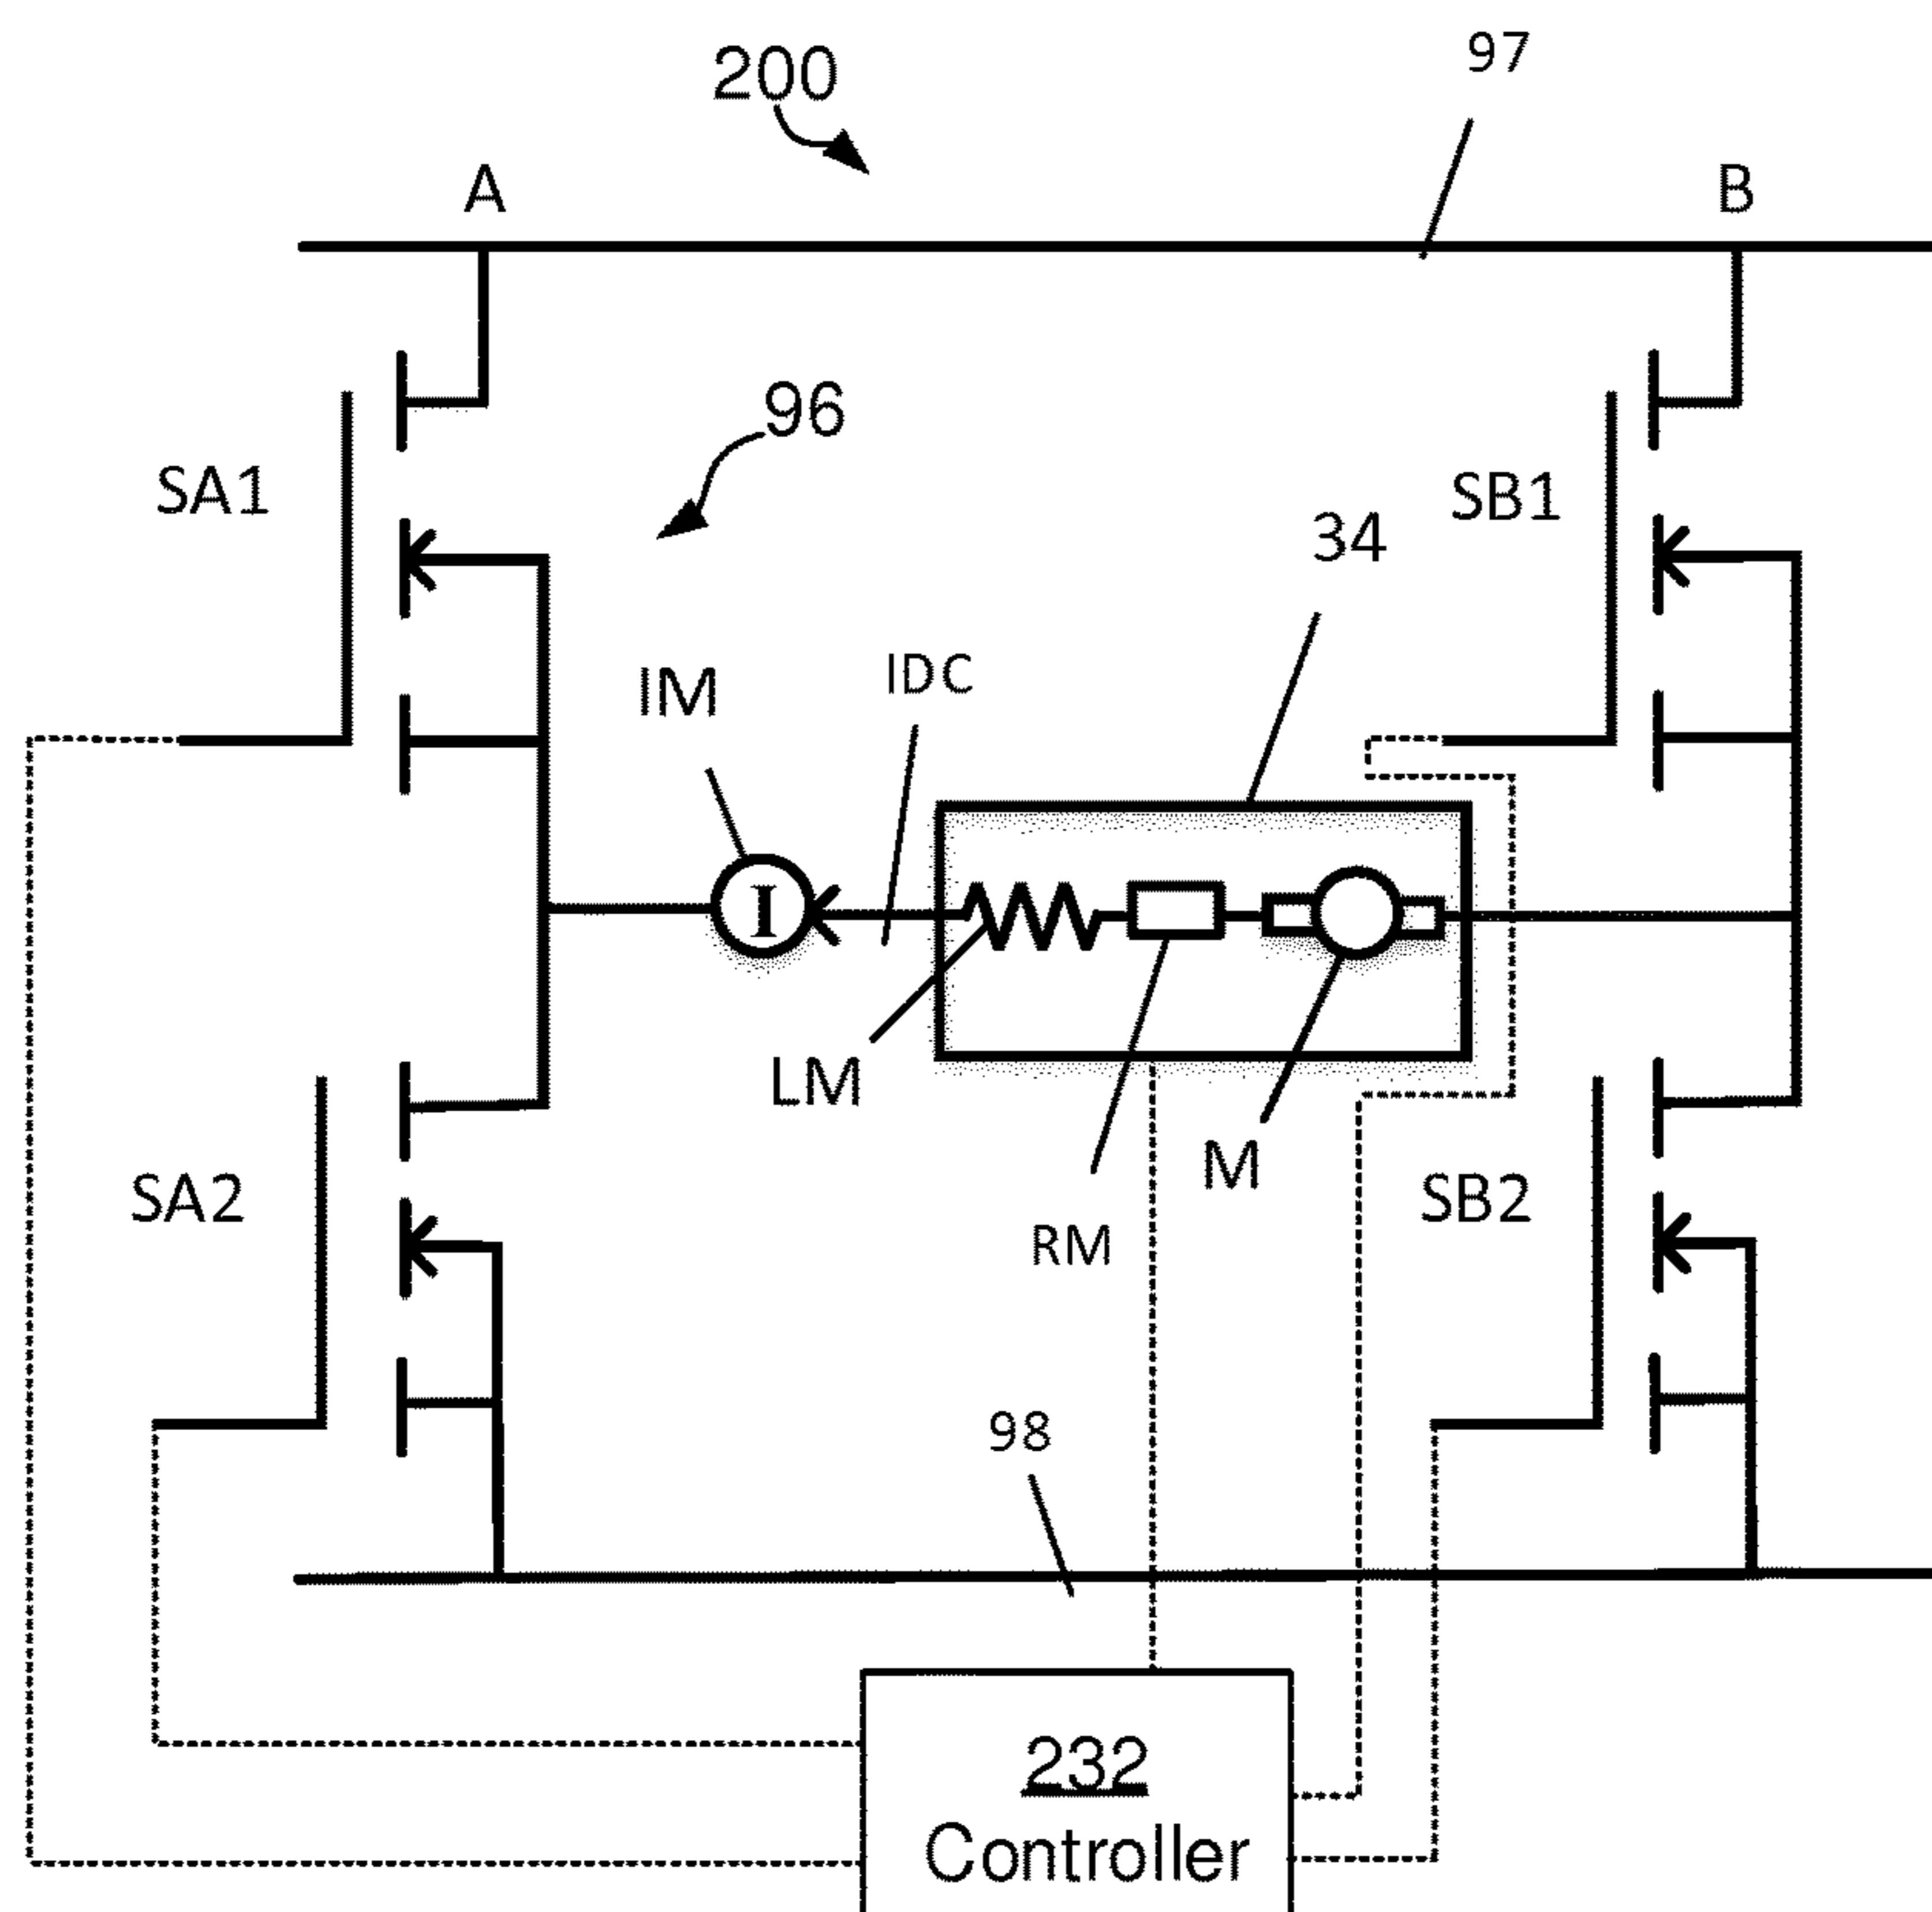 200
97
A
B
96
SA1
SB1
34
IM
IDC
I
LM
M
SA2
SB2
RM
98
232
Controller